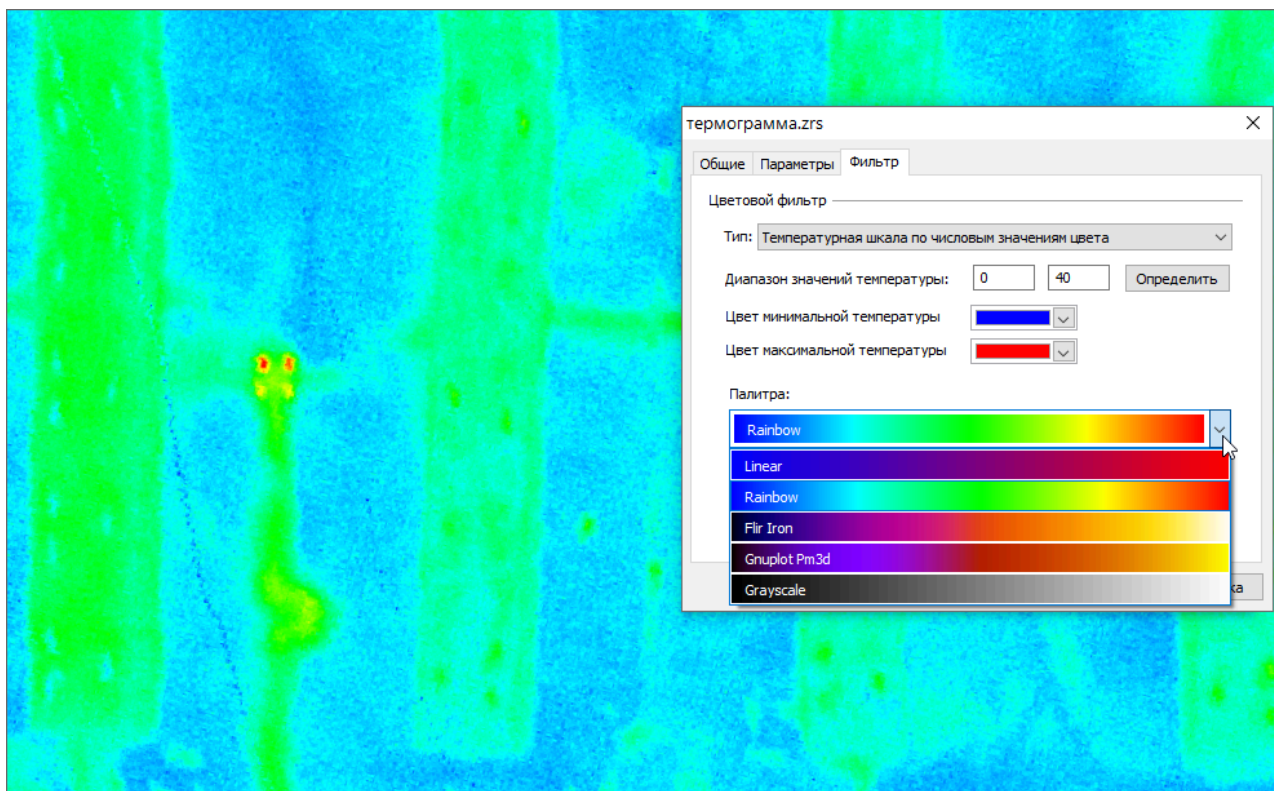 термограмма.zrs
Общие Параметры Фильтр
Цветовой фильтр
Тип: Температурная шкала по числовым значениям цвета
Диапазон значений температуры: 0 40 Определить
Цвет минимальной температуры
Цвет максимальной температуры
Палитра:
Rainbow
Linear
Rainbow
Flir Iron
Gnuplot Pm3d
Grayscale